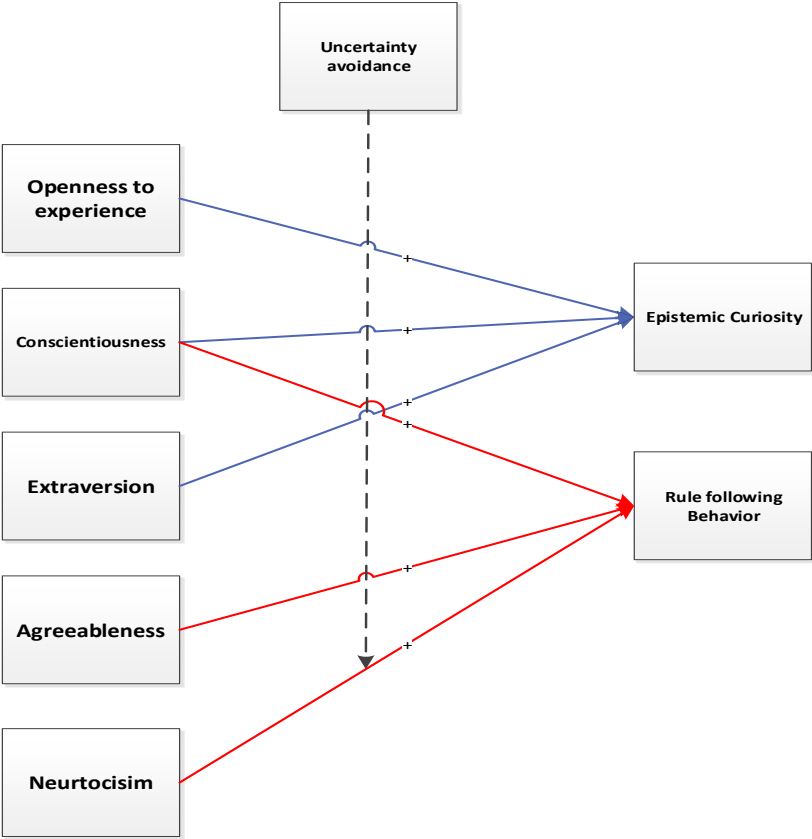 Uncertainty
avoidance
Openness to
experience
Conscientiousness
Extraversion
Agreeableness
Neurtocisim
+
+
+
+
+
+
Epistemic Curiosity
Rule following
Behavior